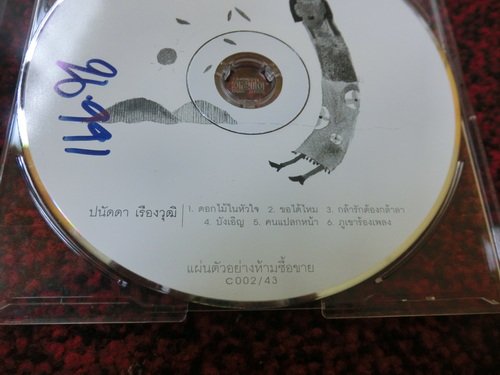 96991
ปนัดดา เรืองวุฒิ
1. ดอกไม้ในหัวใจ 2. ขอได้ไหม 3. กล้ารักต้องกล้าลา
4. บังเอิญ 5. คนแปลกหน้า 6. ภูเขาร้องเพลง
แผ่นตัวอย่างห้ามซื้อขาย
C002/43